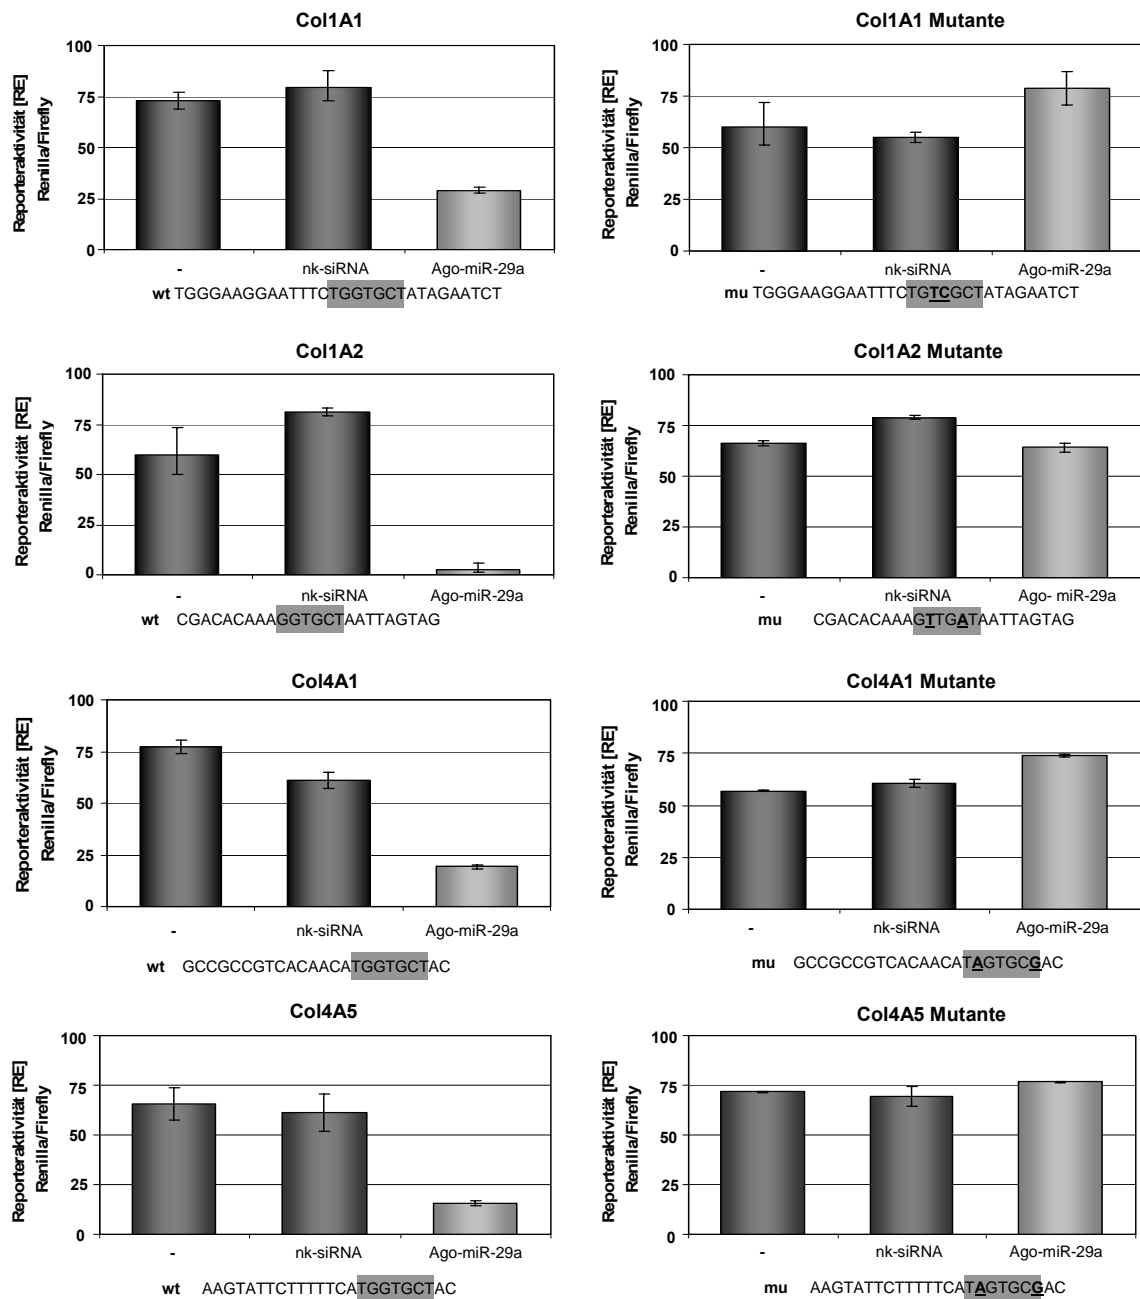 Col1A1
Reporteraktivität [RE]
Renilla/Firefly
100
75
50
25
0
- nk-siRNA Ago-miR-29a
wt TGGGAAGGAATTTCTGGTGCTATAGAATCT
Col1A1 Mutante
Reporteraktivität [RE]
Renilla/Firefly
100
75
50
25
0
- nk-siRNA Ago-miR-29a
mu TGGGAAGGAATTTCTGTCGCTATAGAATCT
Col1A2
Reporteraktivität [RE]
Renilla/Firefly
100
75
50
25
0
- nk-siRNA Ago-miR-29a
wt CGACACAAAGGTGCTAATTAGTAG
Col1A2 Mutante
Reporteraktivität [RE]
Renilla/Firefly
100
75
50
25
0
- nk-siRNA Ago- miR-29a
mu CGACACAAAGTTGATAATTAGTAG
Col4A1
Reporteraktivität [RE]
Renilla/Firefly
100
75
50
25
0
- nk-siRNA Ago-miR-29a
wt GCCGCCGTCACAACATGGTGCTAC
Col4A1 Mutante
Reporteraktivität [RE]
Renilla/Firefly
100
75
50
25
0
- nk-siRNA Ago-miR-29a
mu GCCGCCGTCACAACATAGTGCGAC
Col4A5
Reporteraktivität [RE]
Renilla/Firefly
100
75
50
25
0
- nk-siRNA Ago-miR-29a
wt AAGTATTCTTTTTCATGGTGCTAC
Col4A5 Mutante
Reporteraktivität [RE]
Renilla/Firefly
100
75
50
25
0
- nk-siRNA Ago-miR-29a
mu AAGTATTCTTTTTCATAGTGCGAC